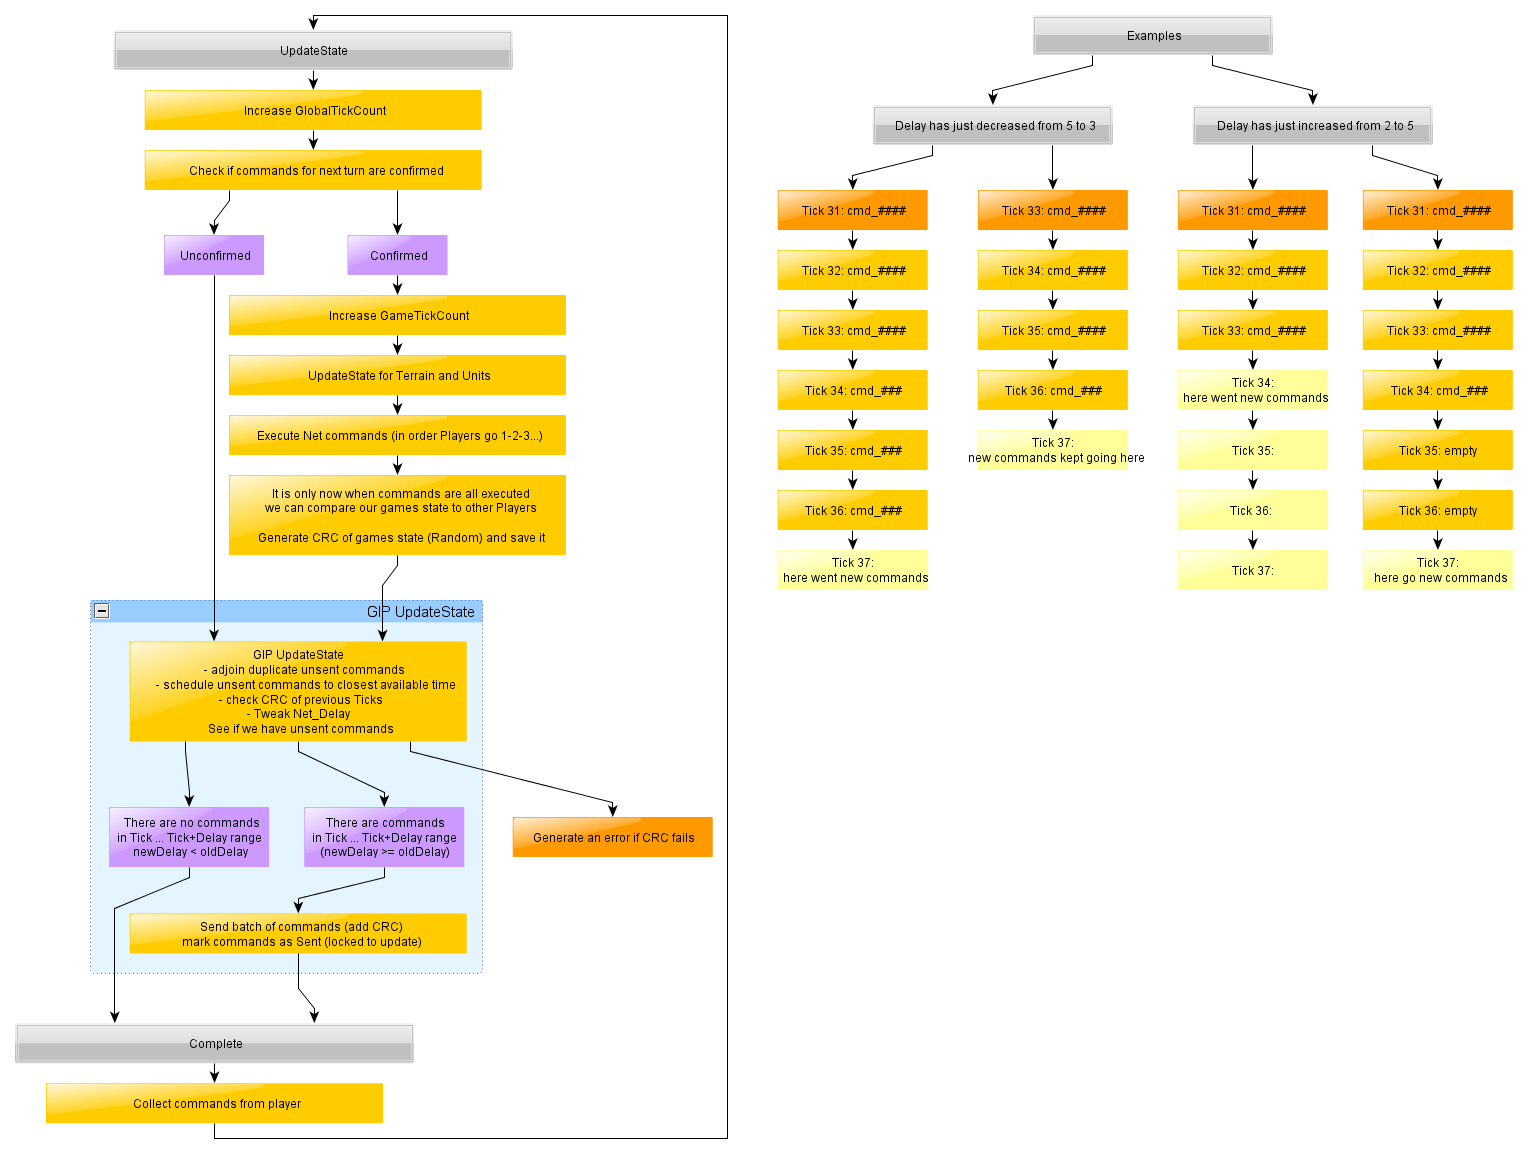 UpdateState
Increase GlobalTickCount
Check if commands for next turn are confirmed
Unconfirmed
Confirmed
Increase GameTickCount
UpdateState for Terrain and Units
Execute Net commands (in order Players go 1-2-3...)
It is only now when commands are all executed
we can compare our games state to other Players
Generate CRC of games state (Random) and save it
GIP UpdateState
GIP UpdateState
- adjoin duplicate unsent commands
- schedule unsent commands to closest available time
- check CRC of previous Ticks
- Tweak Net_Delay
See if we have unsent commands
There are no commands
in Tick ... Tick+Delay range
newDelay < oldDelay
There are commands
in Tick ... Tick+Delay range
(newDelay >= oldDelay)
Generate an error if CRC fails
Send batch of commands (add CRC)
mark commands as Sent (locked to update)
Complete
Collect commands from player
Examples
Delay has just decreased from 5 to 3
Tick 31: cmd_####
Tick 32: cmd_####
Tick 33: cmd_####
Tick 34: cmd_###
Tick 35: cmd_###
Tick 36: cmd_###
Tick 37:
here went new commands
Tick 33: cmd_####
Tick 34: cmd_####
Tick 35: cmd_####
Tick 36: cmd_###
Tick 37:
new commands kept going here
Delay has just increased from 2 to 5
Tick 31: cmd_####
Tick 32: cmd_####
Tick 33: cmd_####
Tick 34:
here went new commands
Tick 35:
Tick 36:
Tick 37:
Tick 31: cmd_####
Tick 32: cmd_####
Tick 33: cmd_####
Tick 34: cmd_###
Tick 35: empty
Tick 36: empty
Tick 37:
here go new commands